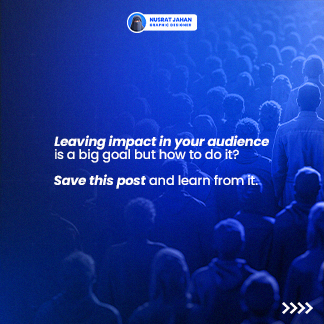 NUSRAT JAHAN
GRAPHIC DESIGNER
Leaving impact in your audience
is a big goal but how to do it?
Save this post and learn from it.